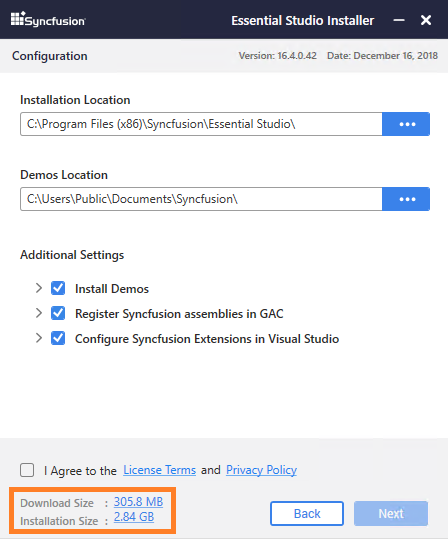 Syncfusion Essential Studio Installer
Configuration Version: 16.4.0.42 Date: December 16, 2018
Installation Location
C:\Program Files (x86)\Syncfusion\Essential Studio\
Demos Location
C:\Users\Public\Documents\Syncfusion\
Additional Settings
Install Demos
Register Syncfusion assemblies in GAC
Configure Syncfusion Extensions in Visual Studio
I Agree to the License Terms and Privacy Policy
Download Size : 305.8 MB
Installation Size : 2.84 GB
Back Next